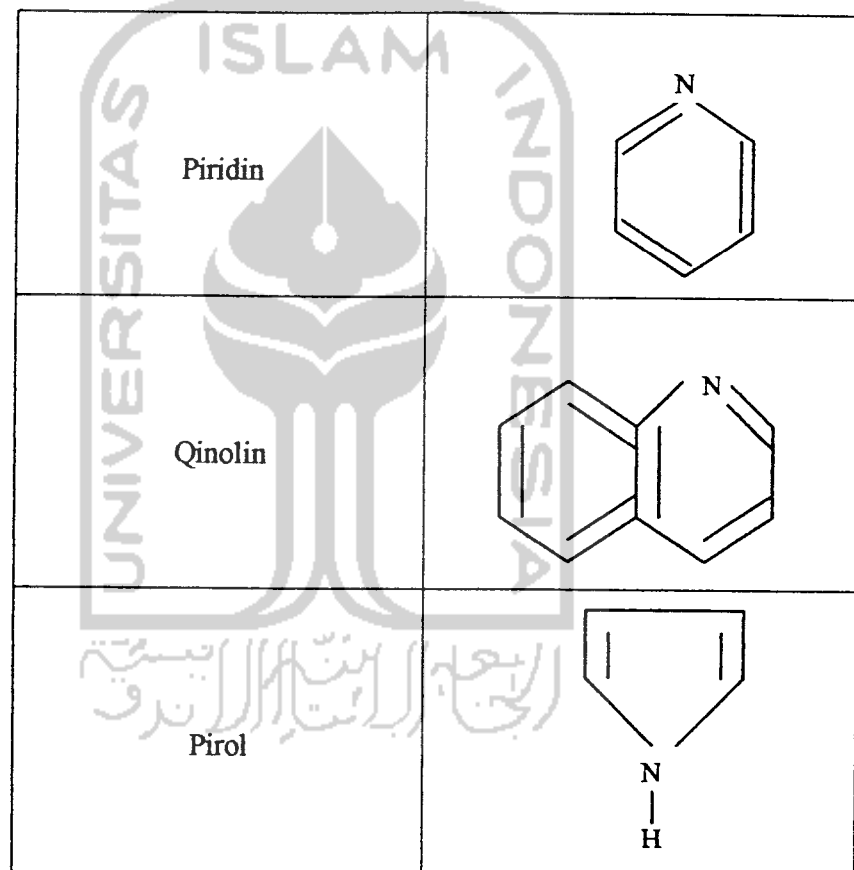 ISLAM
UNIVERSITAS
INDONESIA
Piridin
N
Qinolin
N
Pirol
N
H